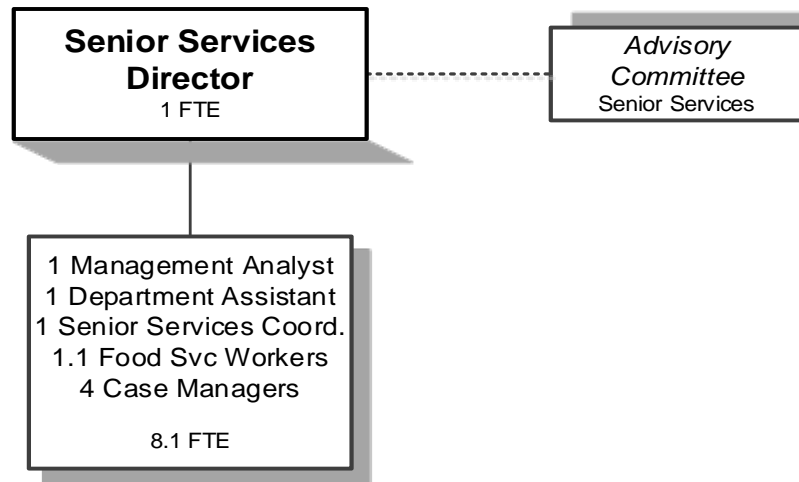 Senior Services
Director
1 FTE
Advisory
Committee
Senior Services
1 Management Analyst
1 Department Assistant
1 Senior Services Coord.
1.1 Food Svc Workers
4 Case Managers
8.1 FTE